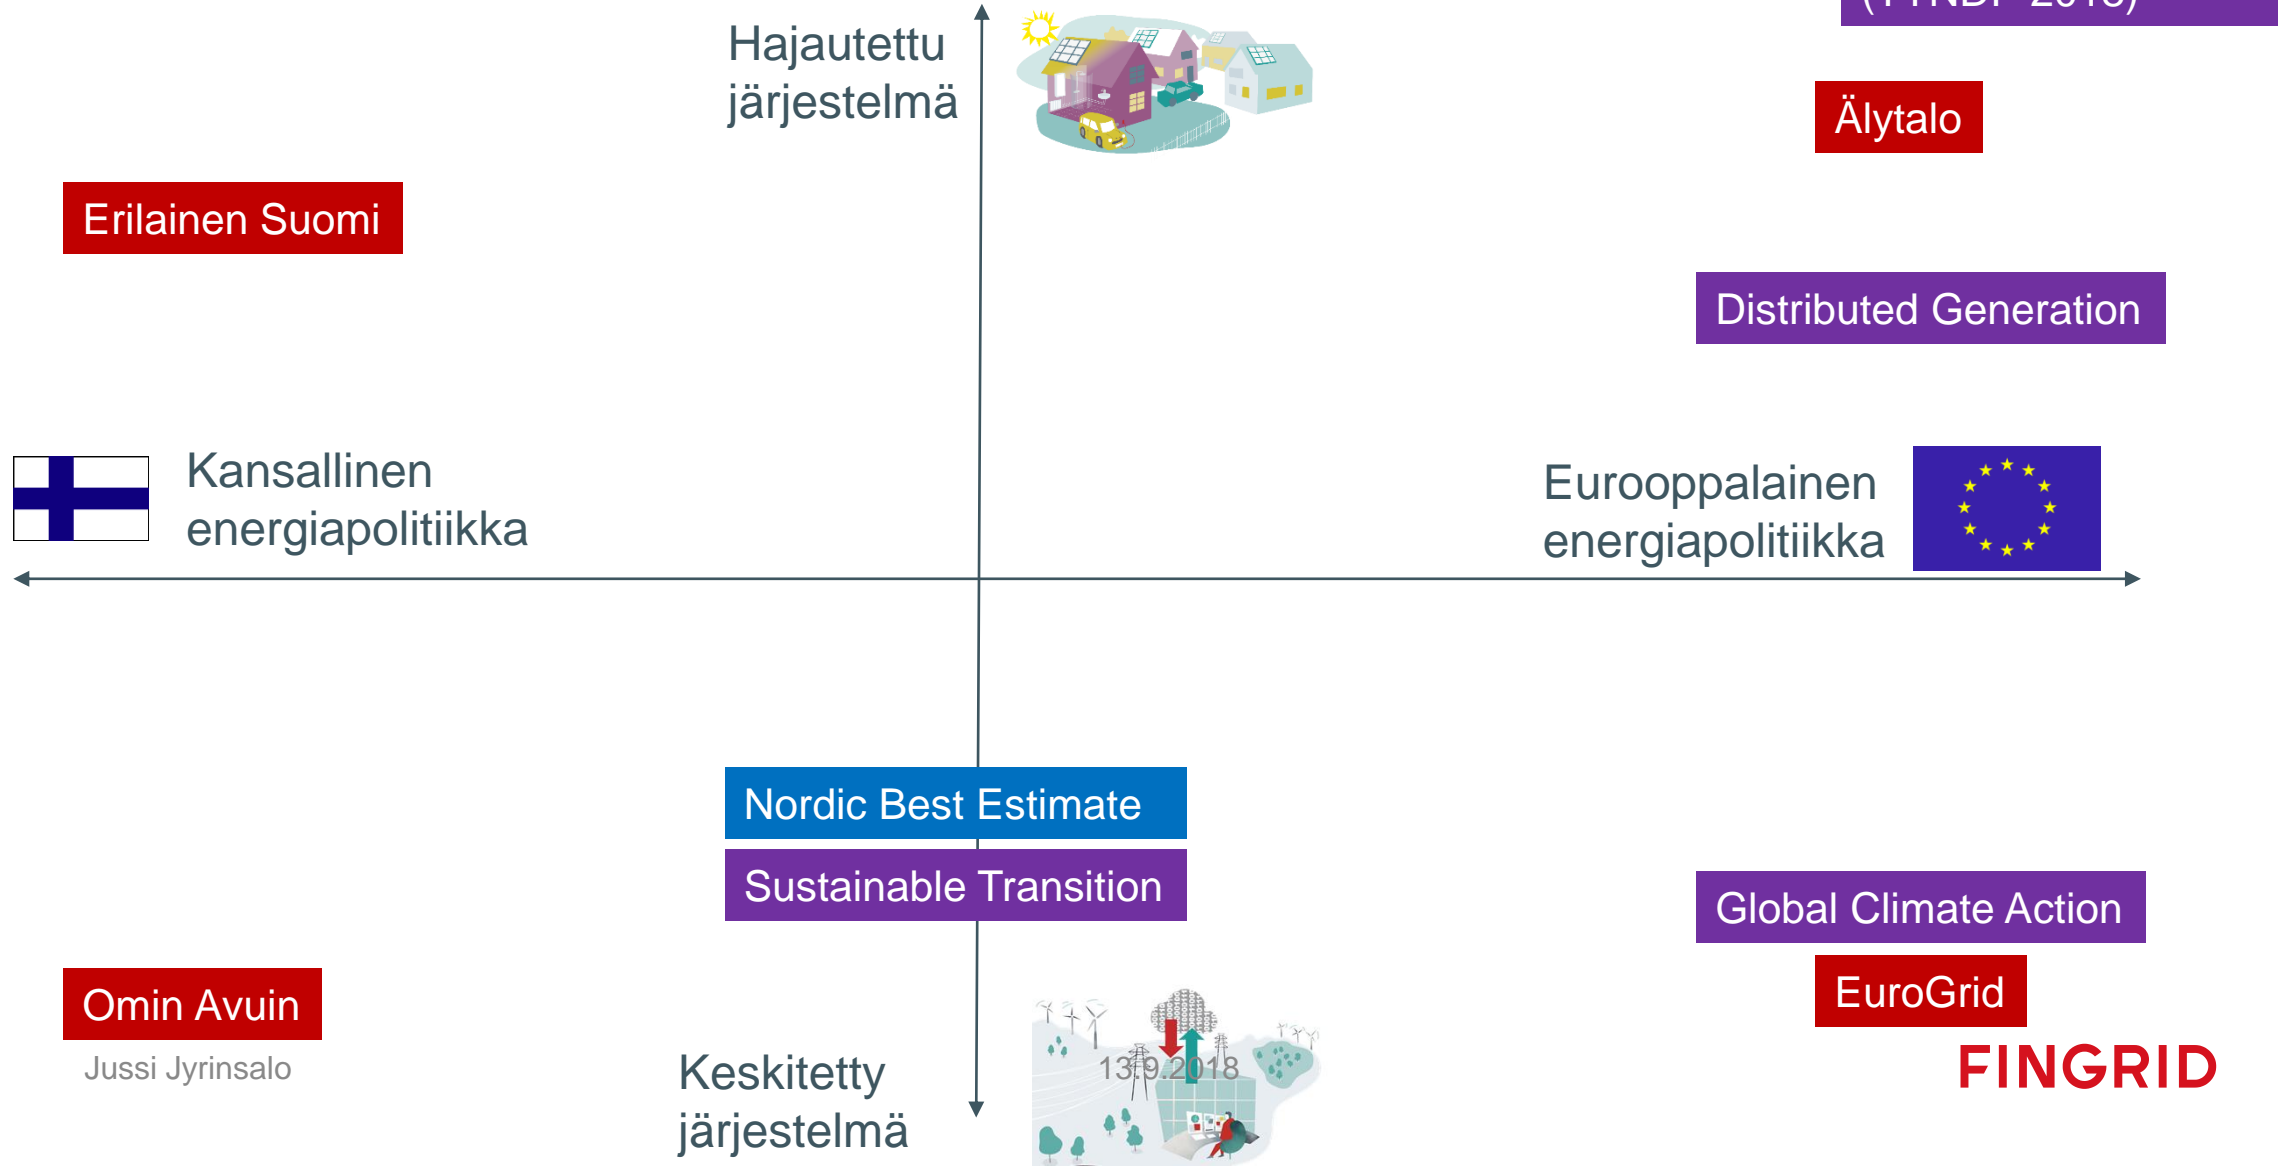 Hajautettu
järjestelmä
Älytalo
Erilainen Suomi
Distributed Generation
Kansallinen
energiapolitiikka
Eurooppalainen
energiapolitiikka
Nordic Best Estimate
Sustainable Transition
Global Climate Action
EuroGrid
Omin Avuin
Jussi Jyrinsalo
13.9.2018
FINGRID
Keskitetty
järjestelmä